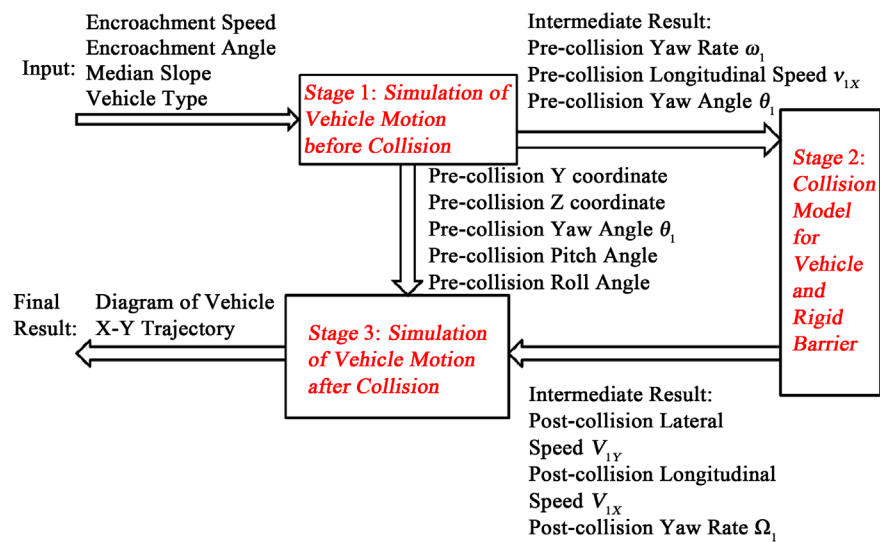 Input:
Encroachment Speed
Encroachment Angle
Median Slope
Vehicle Type
Stage 1: Simulation of
Vehicle Motion
before Collision
Intermediate Result:
Pre-collision Yaw Rate ω₁
Pre-collision Longitudinal Speed v₁X
Pre-collision Yaw Angle θ₁
Stage 2:
Collision
Model
for
Vehicle
and
Rigid
Barrier
Pre-collision Y coordinate
Pre-collision Z coordinate
Pre-collision Yaw Angle θ₁
Pre-collision Pitch Angle
Pre-collision Roll Angle
Intermediate Result:
Post-collision Lateral
Speed V₁Y
Post-collision Longitudinal
Speed V₁X
Post-collision Yaw Rate Ω₁
Stage 3: Simulation
of Vehicle Motion
after Collision
Final
Result:
Diagram of Vehicle
X-Y Trajectory